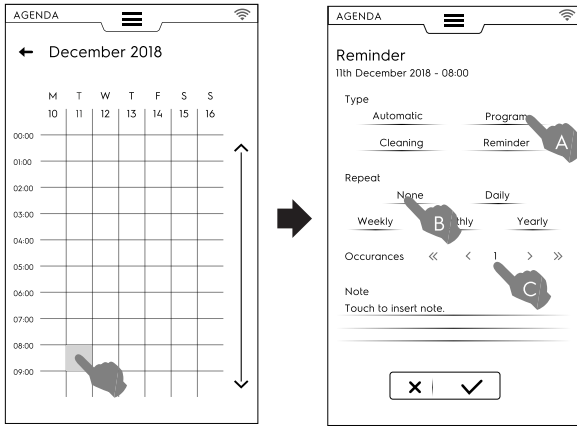 AGENDA
December 2018
M T W T F S S
10 11 12 13 14 15 16
00:00
01:00
02:00
03:00
04:00
05:00
06:00
07:00
08:00
09:00
AGENDA
Reminder
11th December 2018 - 08:00
Type
Automatic Program
A
Cleaning Reminder
Repeat
None Daily
Weekly B thly Yearly
Occurances « < 1 > »
C
Note
Touch to insert note.